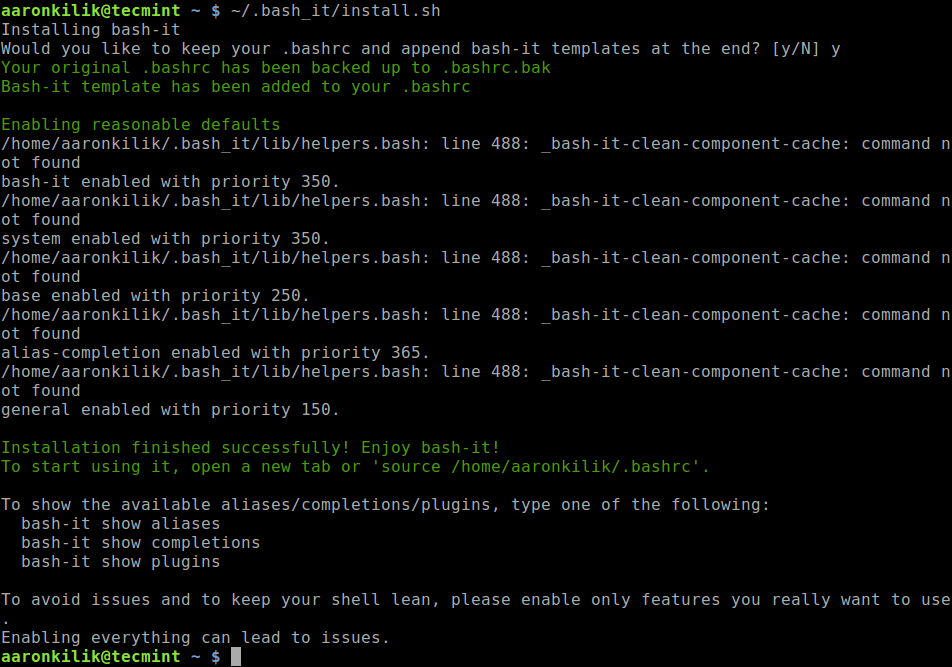 aaronkilik@tecmint ~ $ ~/.bash_it/install.sh
Installing bash-it
Would you like to keep your .bashrc and append bash-it templates at the end? [y/N] y
Your original .bashrc has been backed up to .bashrc.bak
Bash-it template has been added to your .bashrc

Enabling reasonable defaults
/home/aaronkilik/.bash_it/lib/helpers.bash: line 488: _bash-it-clean-component-cache: command n
ot found
bash-it enabled with priority 350.
/home/aaronkilik/.bash_it/lib/helpers.bash: line 488: _bash-it-clean-component-cache: command n
ot found
system enabled with priority 350.
/home/aaronkilik/.bash_it/lib/helpers.bash: line 488: _bash-it-clean-component-cache: command n
ot found
base enabled with priority 250.
/home/aaronkilik/.bash_it/lib/helpers.bash: line 488: _bash-it-clean-component-cache: command n
ot found
alias-completion enabled with priority 365.
/home/aaronkilik/.bash_it/lib/helpers.bash: line 488: _bash-it-clean-component-cache: command n
ot found
general enabled with priority 150.

Installation finished successfully! Enjoy bash-it!
To start using it, open a new tab or 'source /home/aaronkilik/.bashrc'.

To show the available aliases/completions/plugins, type one of the following:
  bash-it show aliases
  bash-it show completions
  bash-it show plugins

To avoid issues and to keep your shell lean, please enable only features you really want to use
.
Enabling everything can lead to issues.
aaronkilik@tecmint ~ $